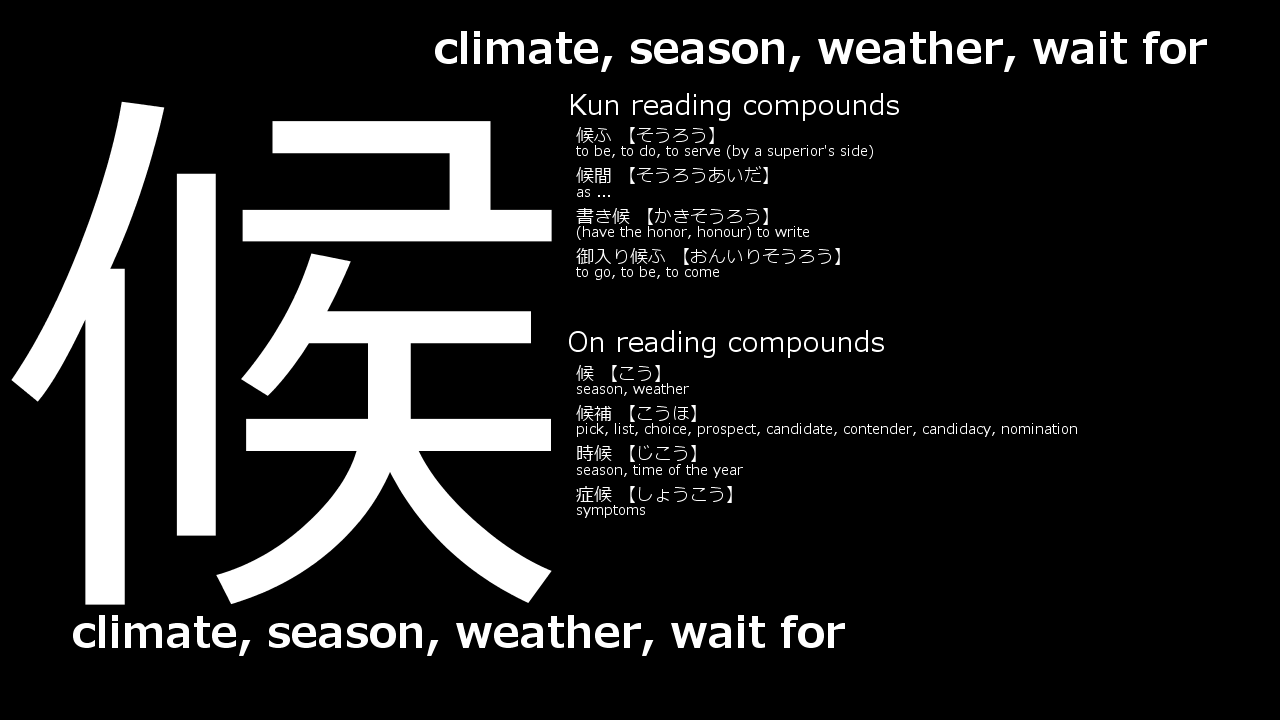 climate, season, weather, wait for
候
Kun reading compounds
候ふ 【そうろう】
to be, to do, to serve (by a superior's side)
候間 【そうろうあいだ】
as ...
書き候 【かきそうろう】
(have the honor, honour) to write
御入り候ふ 【おんいりそうろう】
to go, to be, to come
On reading compounds
候 【こう】
season, weather
候補 【こうほ】
pick, list, choice, prospect, candidate, contender, candidacy, nomination
時候 【じこう】
season, time of the year
症候 【しょうこう】
symptoms
climate, season, weather, wait for